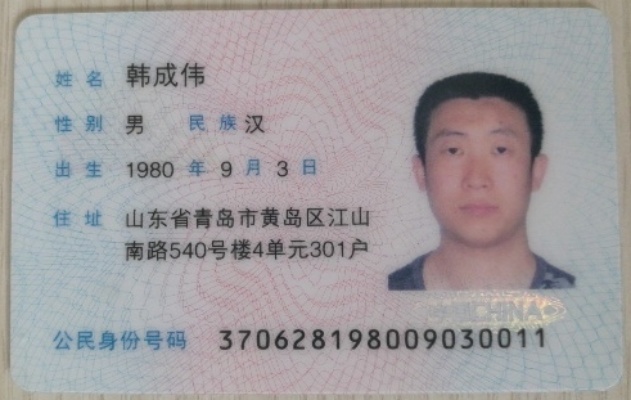 姓名 韩成伟
性别 男 民族 汉
出生 1980 年 9 月 3 日
住址 山东省青岛市黄岛区江山
南路540号楼4单元301户
CHINA
公民身份号码 370628198009030011